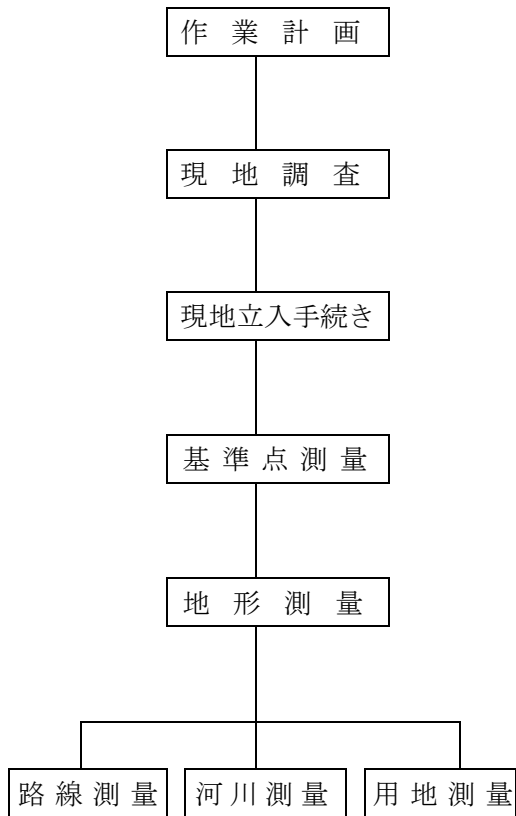 作業計画
現地調査
現地立入手続き
基準点測量
地形測量
路線測量 河川測量 用地測量